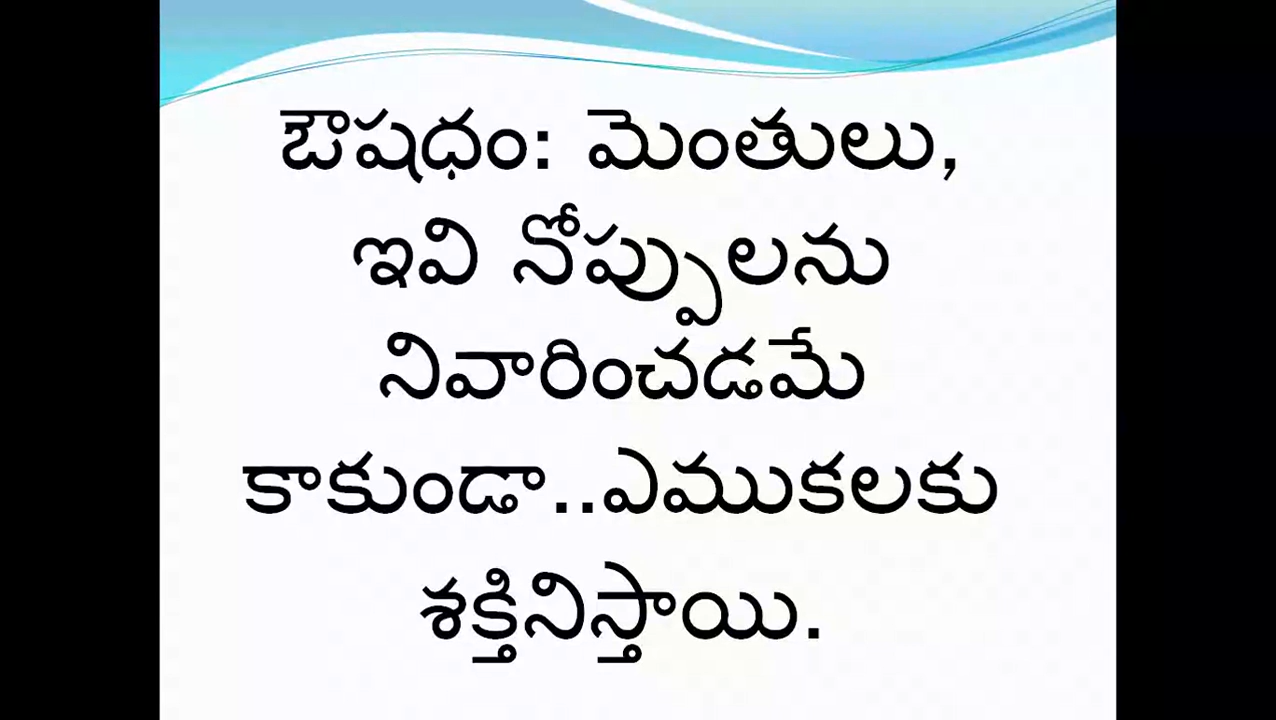 ఔషధం: మెంతులు,
ఇవి నోప్పులను
నివారించడమే
కాకుండా..ఎముకలకు
శక్తినిస్తాయి.